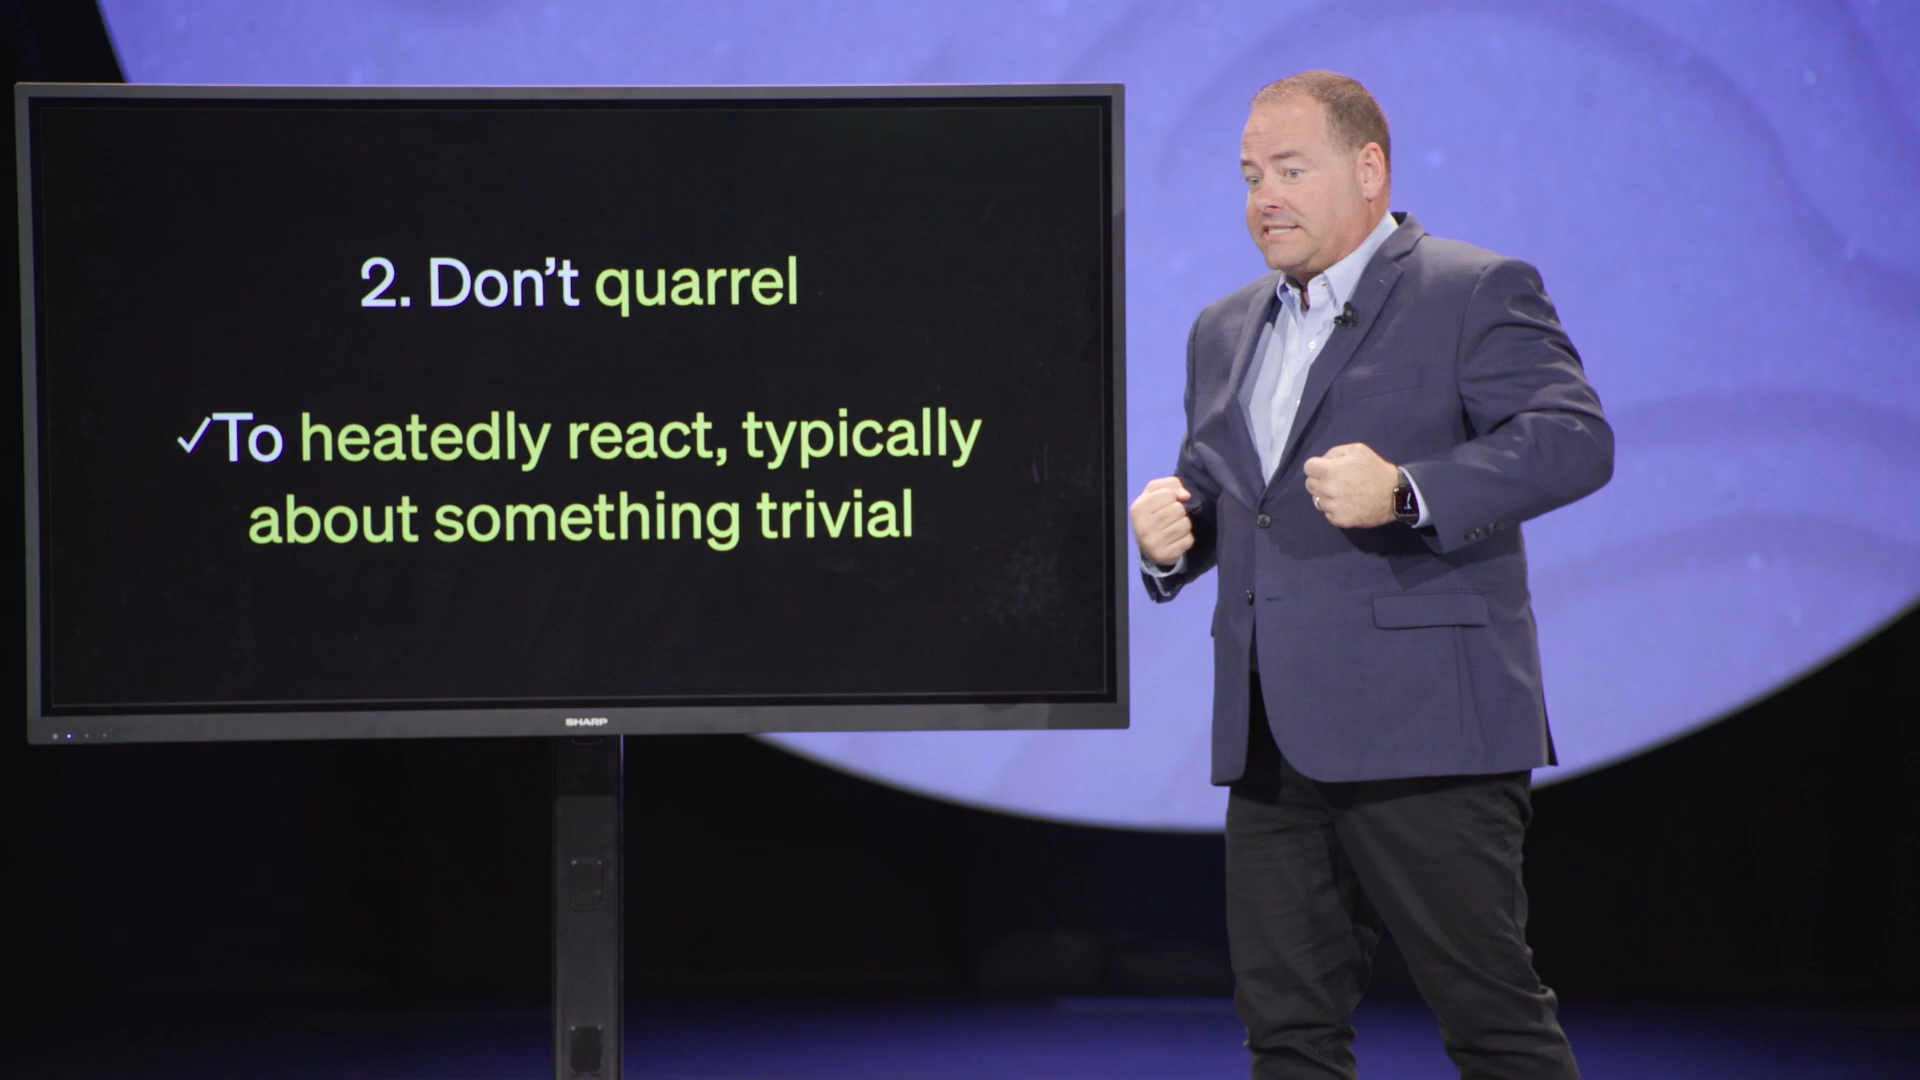 2. Don’t quarrel
✓To heatedly react, typically
about something trivial
SHARP